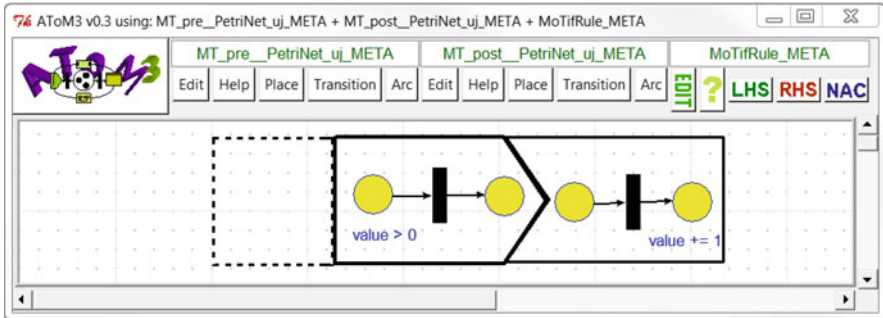 AToM3 v0.3 using: MT_pre__PetriNet_uj_META + MT_post__PetriNet_uj_META + MoTifRule_META
AToM3
MT_pre__PetriNet_uj_META MT_post__PetriNet_uj_META MoTifRule_META
Edit Help Place Transition Arc Edit Help Place Transition Arc EDIT ? LHS RHS NAC
value > 0
value += 1